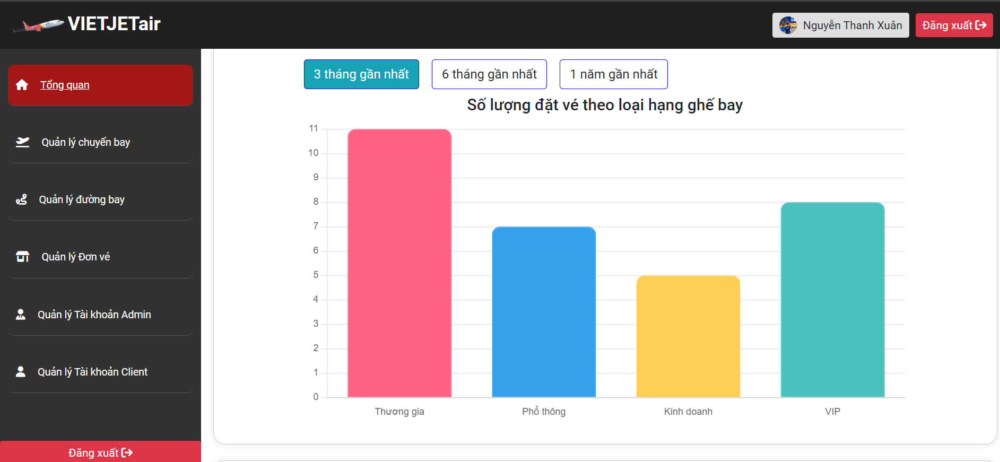 VIETJETair
Nguyễn Thanh Xuân
Đăng xuất
Tổng quan
Quản lý chuyến bay
Quản lý đường bay
Quản lý Đơn vé
Quản lý Tài khoản Admin
Quản lý Tài khoản Client
Đăng xuất
3 tháng gần nhất
6 tháng gần nhất
1 năm gần nhất
Số lượng đặt vé theo loại hạng ghế bay
11
10
9
8
7
6
5
4
3
2
1
0
Thương gia
Phổ thông
Kinh doanh
VIP